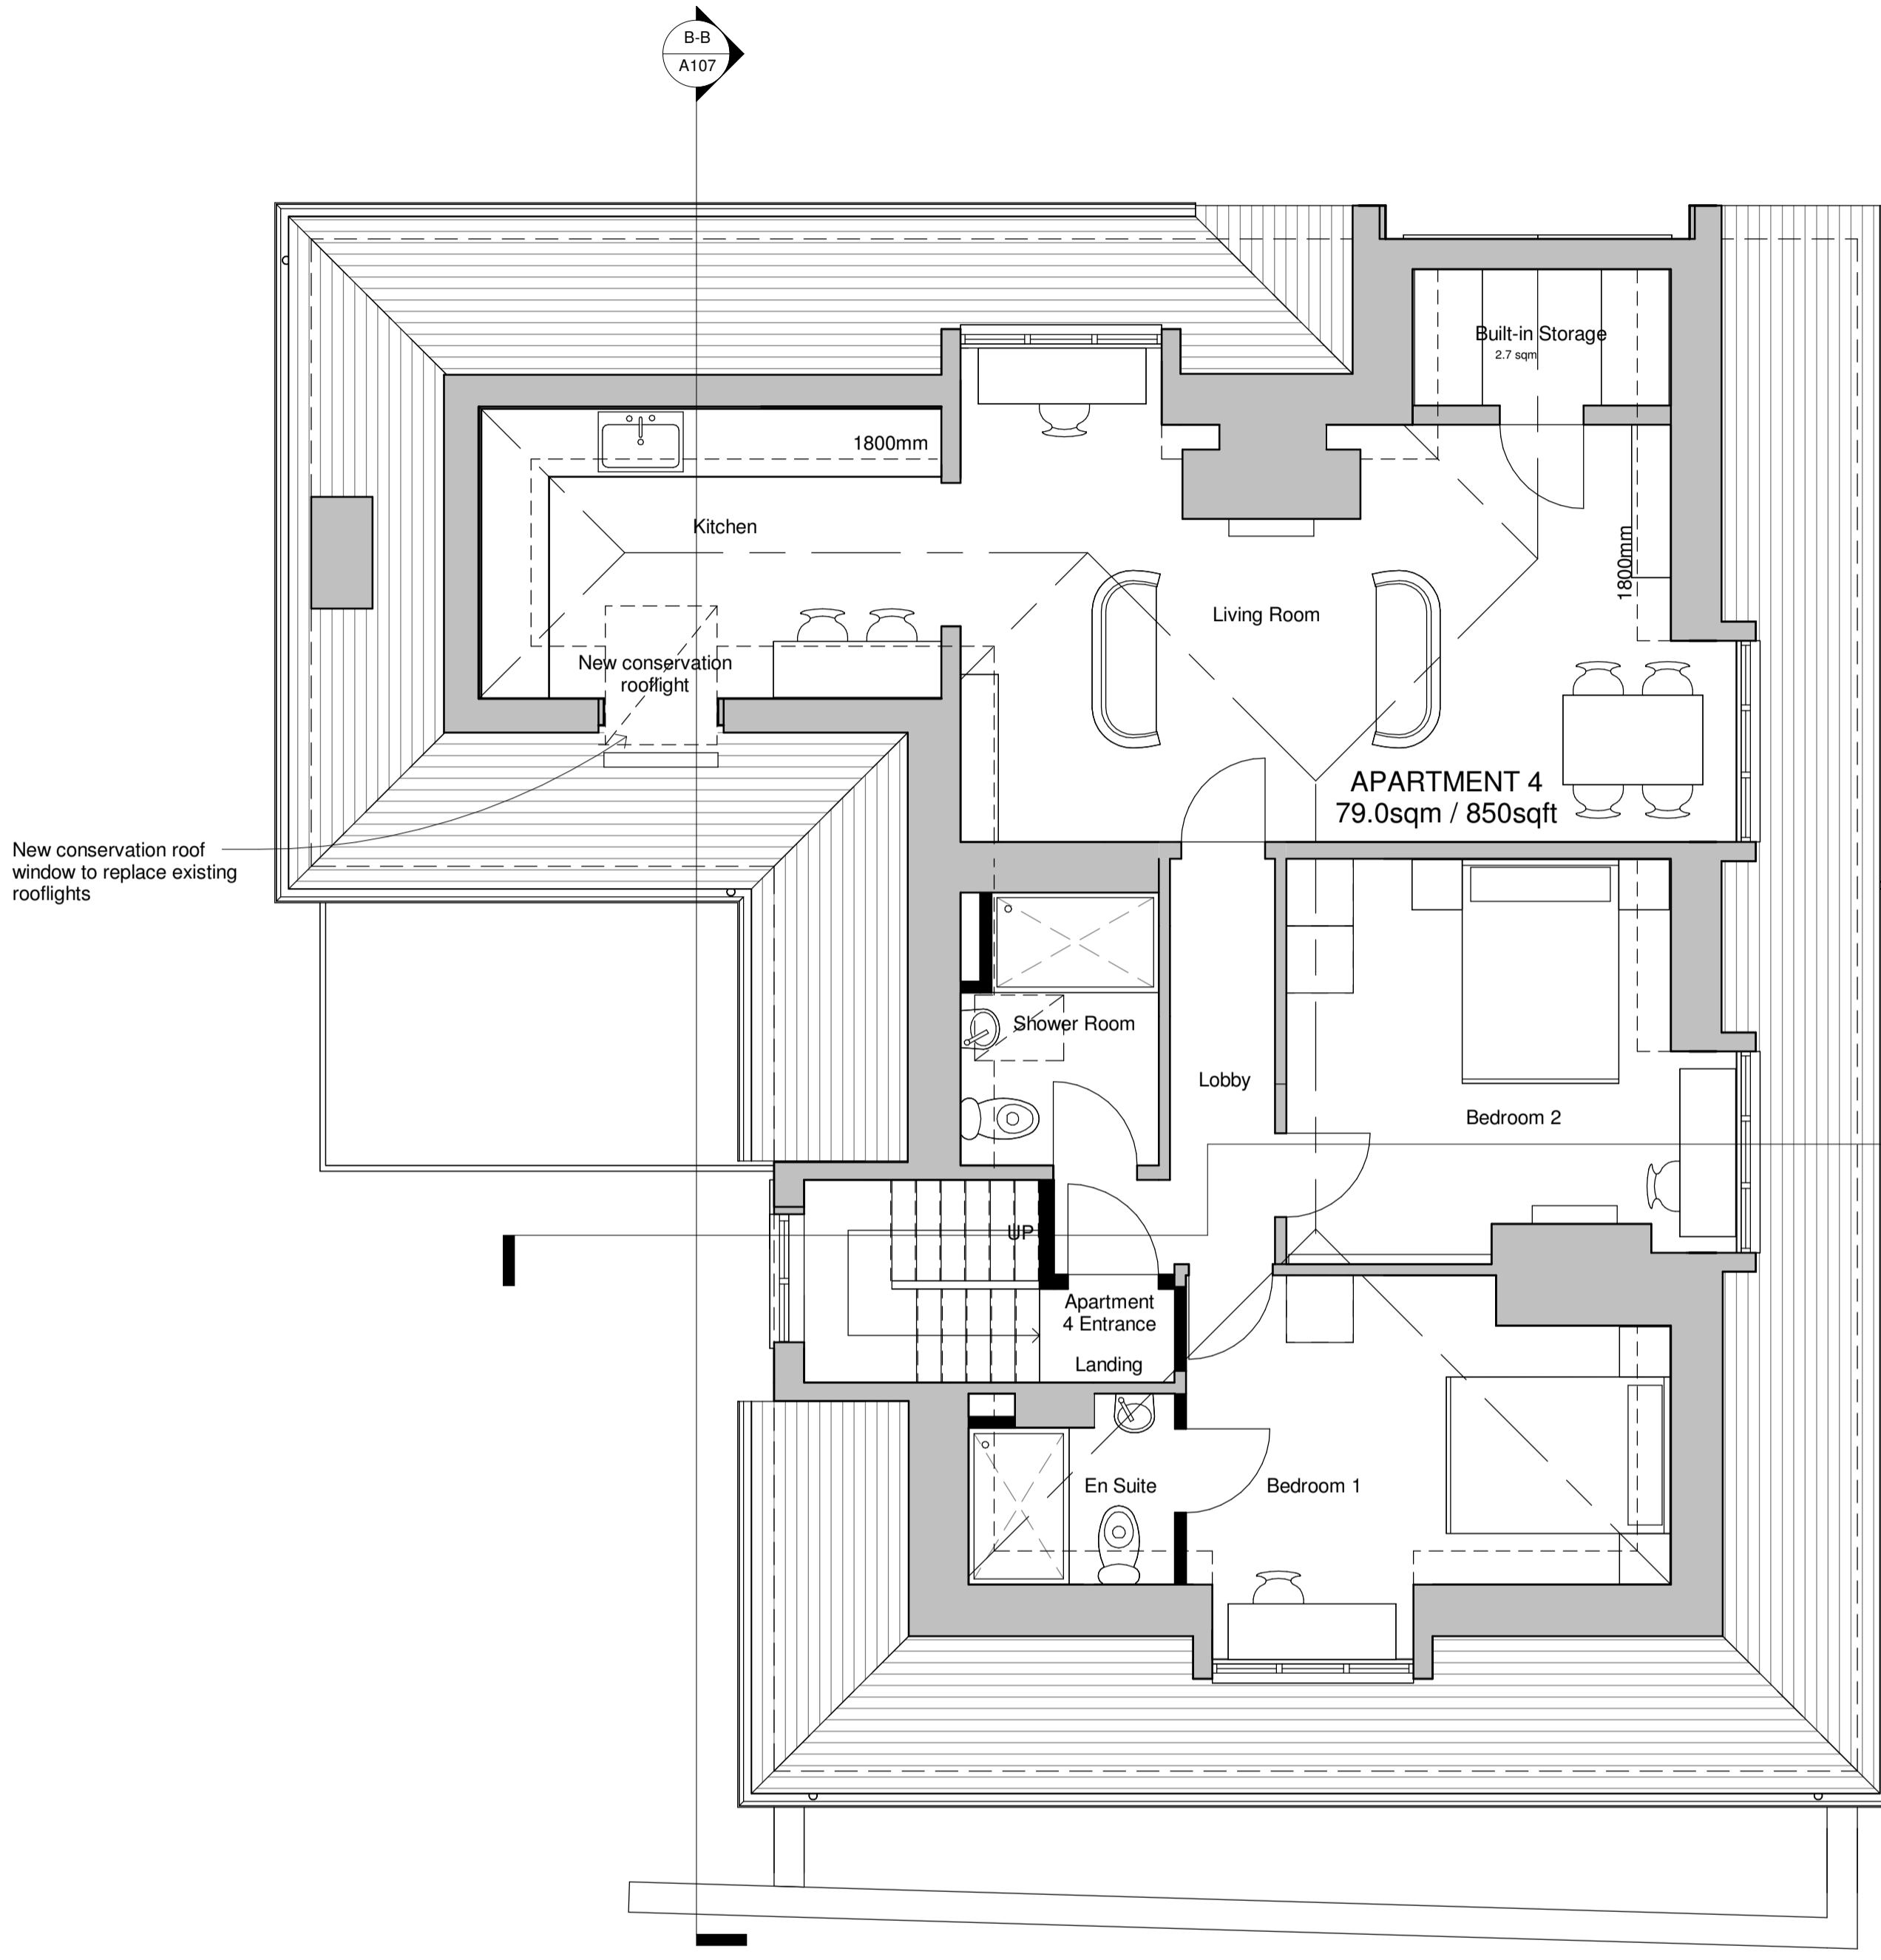 B-B
A107
Built-in Storage
2.7 sqm
1800mm
Kitchen
1800mm
Living Room
New conservation
rooflight
APARTMENT 4
79.0sqm / 850sqft
New conservation roof
window to replace existing
rooflights
Shower Room
Lobby
Bedroom 2
UP
Apartment
4 Entrance
Landing
En Suite
Bedroom 1